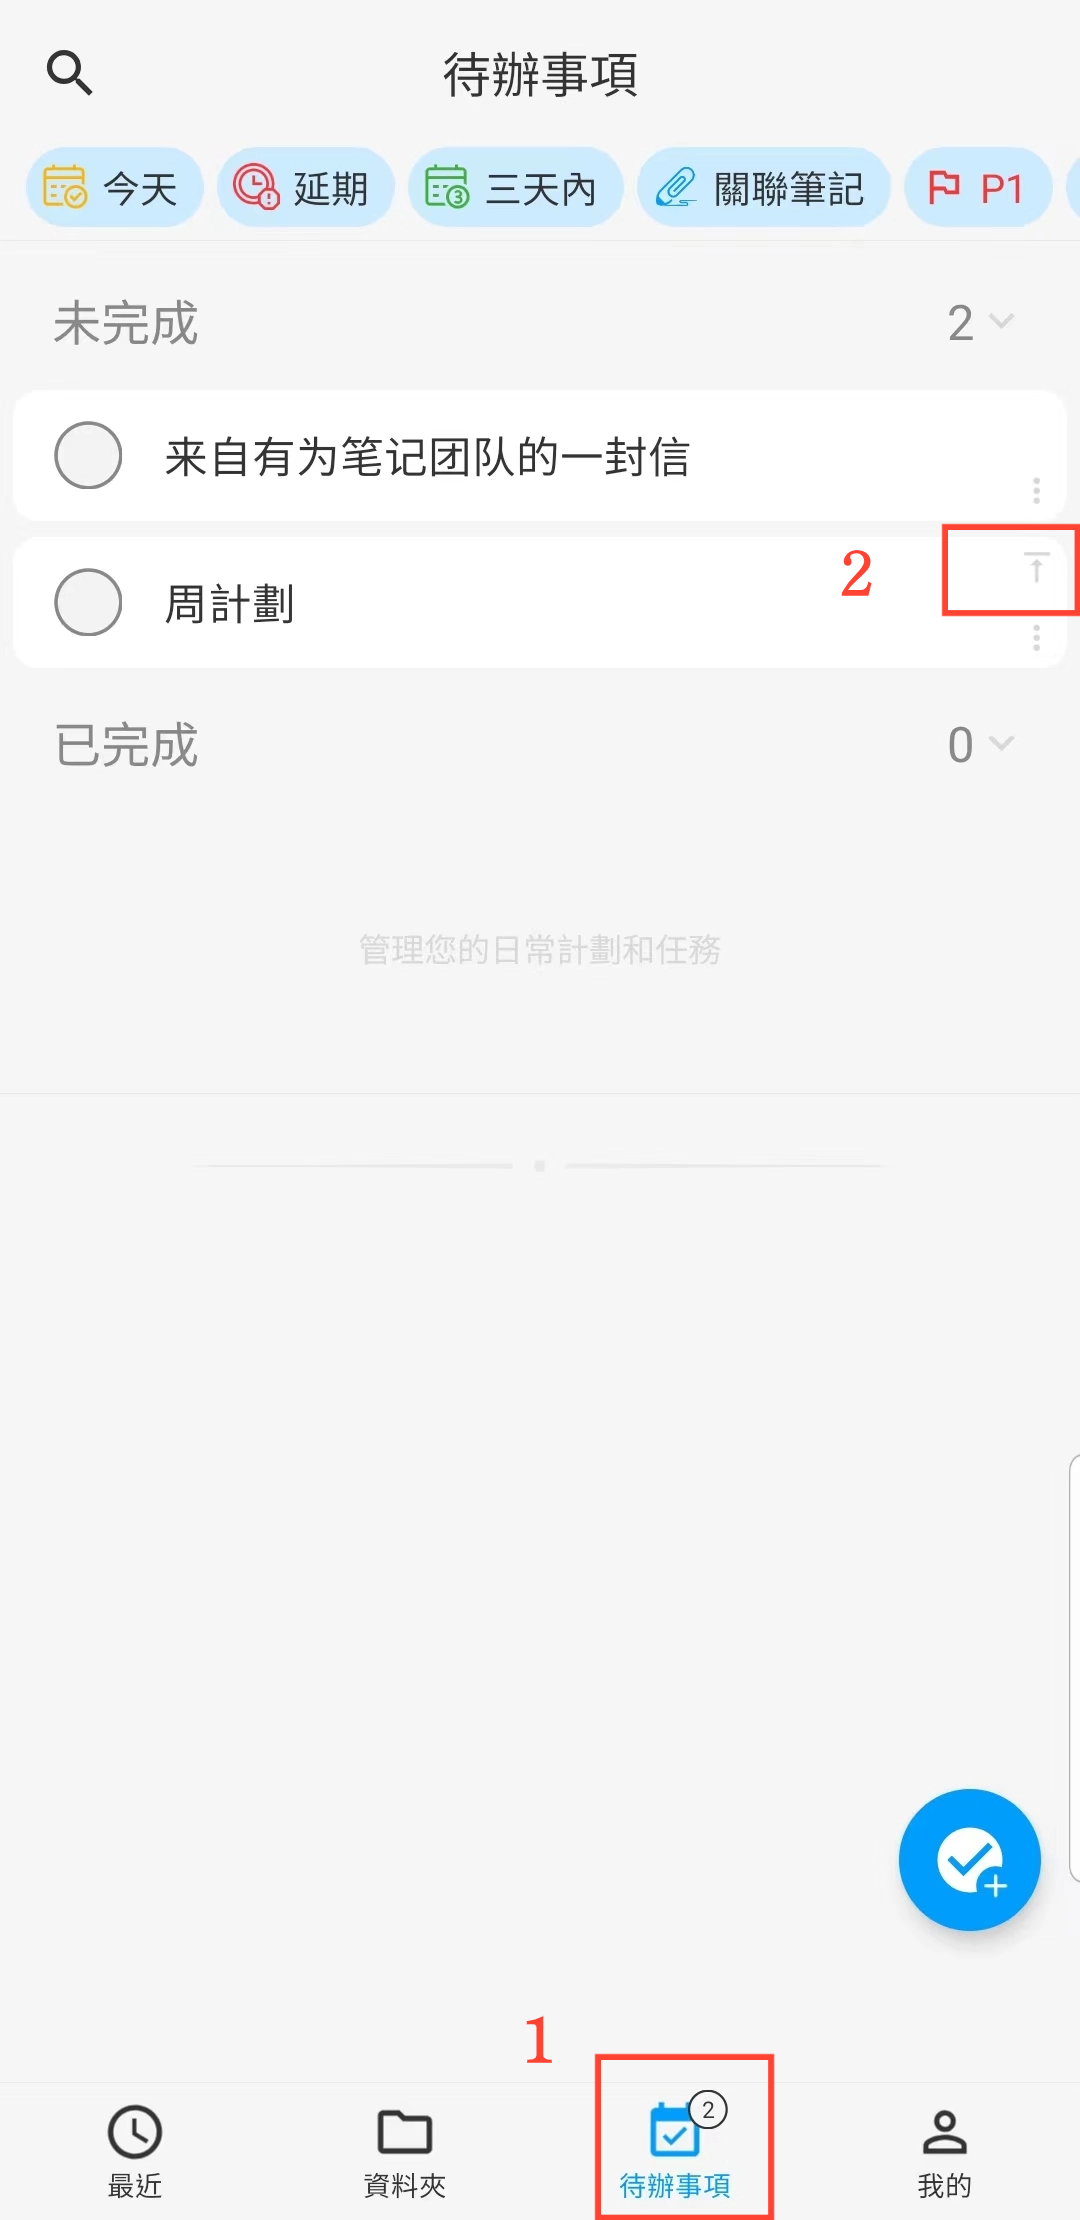 待辦事項
今天 延期 三天內 關聯筆記 P1
未完成 2
来自有为笔记团队的一封信
2
周計劃
已完成 0
管理您的日常計劃和任務
1
2
最近 資料夾 待辦事項 我的